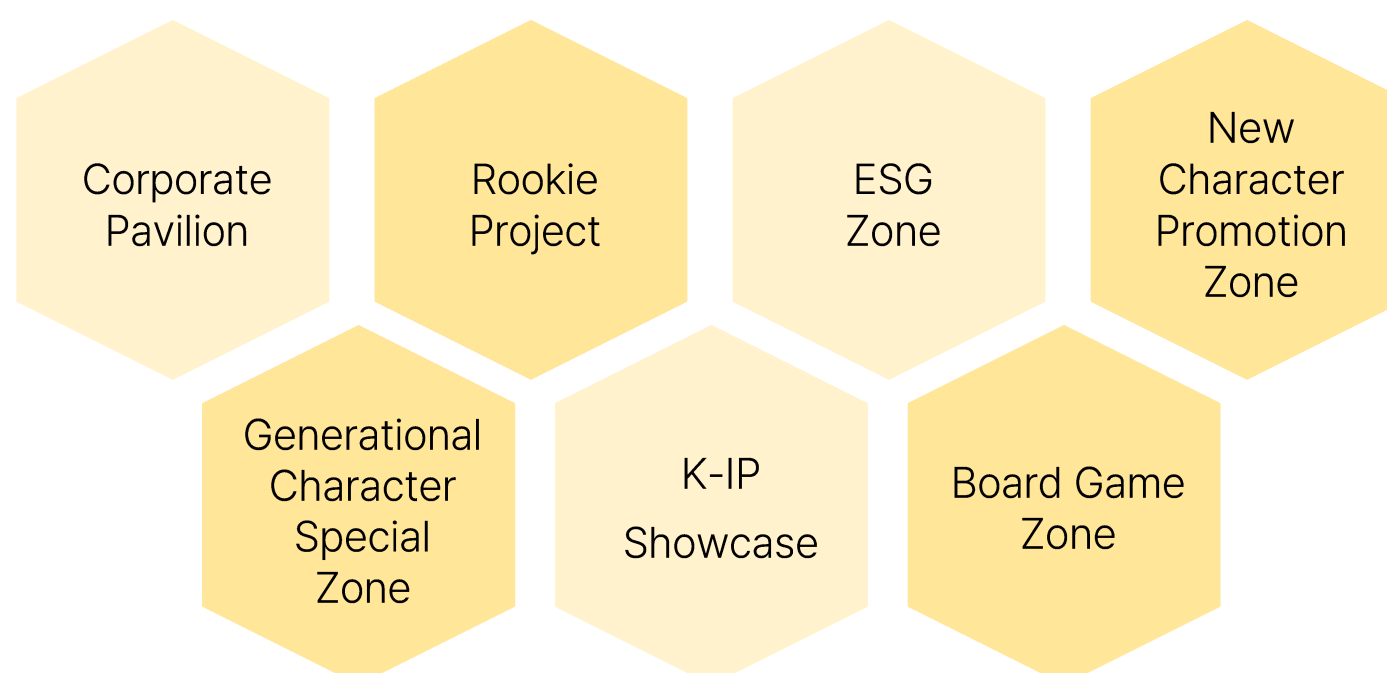 Corporate
Pavilion
Rookie
Project
ESG
Zone
New
Character
Promotion
Zone
Generational
Character
Special
Zone
K-IP
Showcase
Board Game
Zone